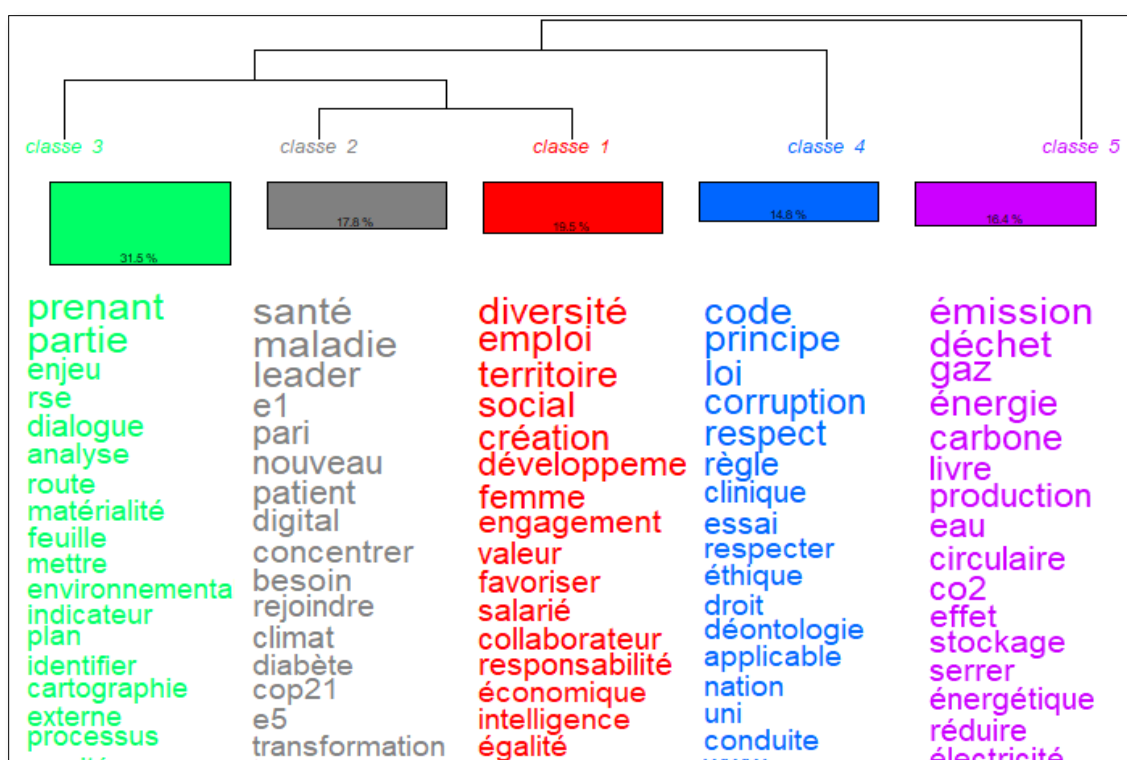 classe 3
classe 2
classe 1
classe 4
classe 5
31.5 %
17.8 %
19.5 %
14.8 %
16.4 %
prenant
partie
enjeu
rse
dialogue
analyse
route
matérialité
feuille
mettre
environnementa
indicateur
plan
identifier
cartographie
externe
processus
santé
maladie
leader
e1
pari
nouveau
patient
digital
concentrer
besoin
rejoindre
climat
diabète
cop21
e5
transformation
diversité
emploi
territoire
social
création
développeme
femme
engagement
valeur
favoriser
salarié
collaborateur
responsabilité
économique
intelligence
égalité
code
principe
loi
corruption
respect
règle
clinique
essai
respecter
éthique
droit
déontologie
applicable
nation
uni
conduite
émission
déchet
gaz
énergie
carbone
livre
production
eau
circulaire
co2
effet
stockage
serrer
énergétique
réduire
électricité